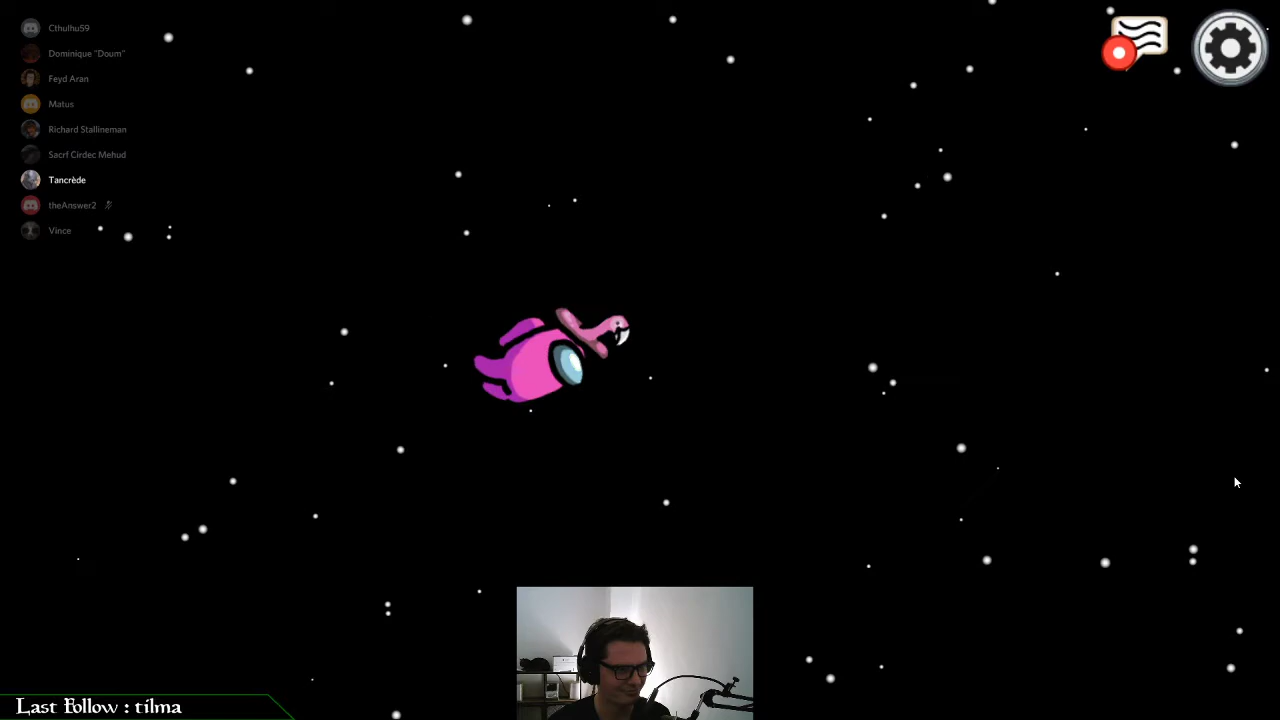 Cthulhu59
Dominique "Doum"
Feyd Aran
Matus
Richard Stallineman
Sacrf Cirdec Mehud
Tancrède
theAnswer2
Vince
Last Follow : tilma